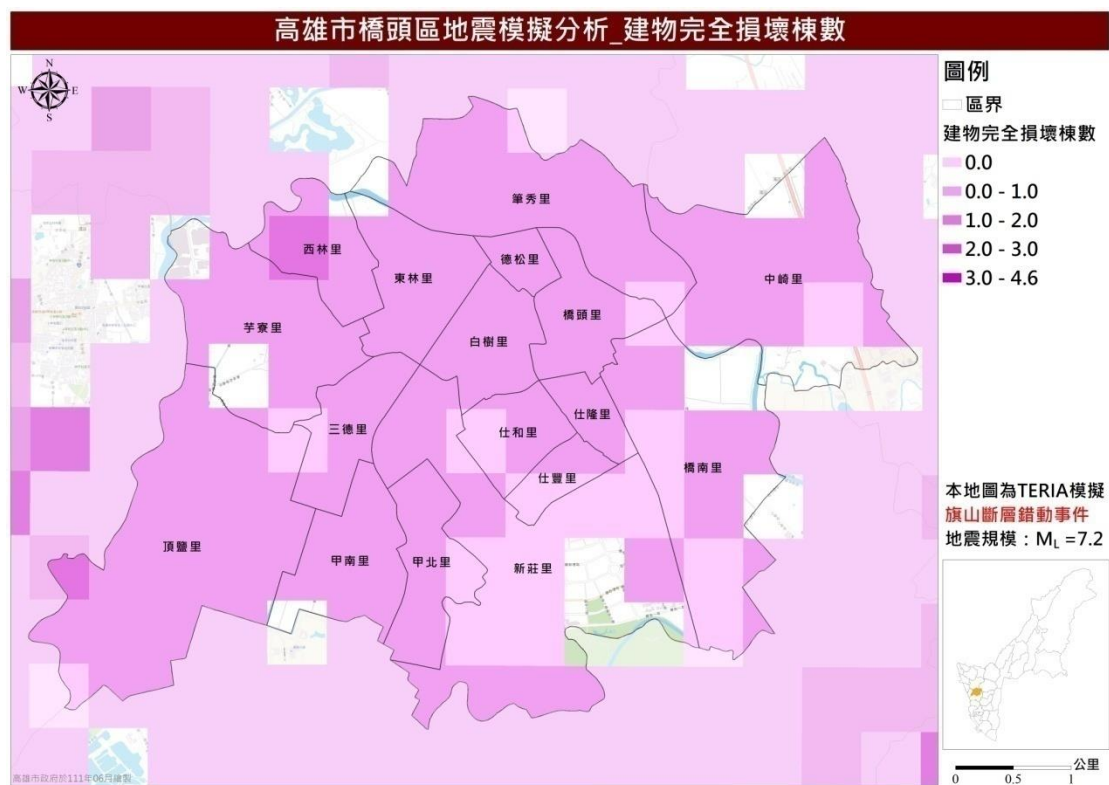 高雄市橋頭區地震模擬分析_建物完全損壞棟數
N
W E
S
圖例
區界
建物完全損壞棟數
0.0
0.0 - 1.0
1.0 - 2.0
2.0 - 3.0
3.0 - 4.6
筆秀里
西林里
德松里
東林里
中崎里
橋頭里
芋寮里
白樹里
仕隆里
三德里
仕和里
橋南里
仕豐里
頂鹽里
甲南里
甲北里
新莊里
本地圖為TERIA模擬
旗山斷層錯動事件
地震規模：ML =7.2
公里
0 0.5 1
高雄市政府於111年06月繪製